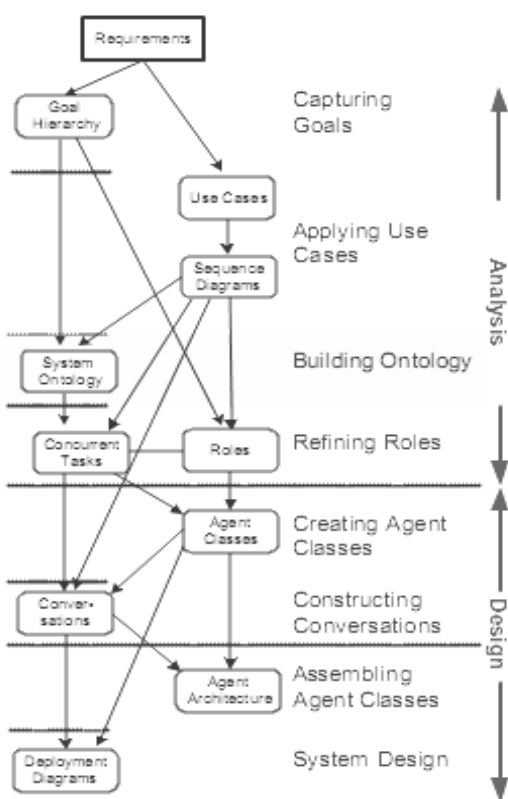 Requirements
Goal
Hierarchy
Capturing
Goals
Use Cases
Applying Use
Cases
Sequence
Diagrams
Analysis
System
Ontology
Building Ontology
Concurrent
Tasks
Roles
Refining Roles
Agent
Classes
Creating Agent
Classes
Conver-
sations
Constructing
Conversations
Design
Agent
Architecture
Assembling
Agent Classes
Deployment
Diagrams
System Design